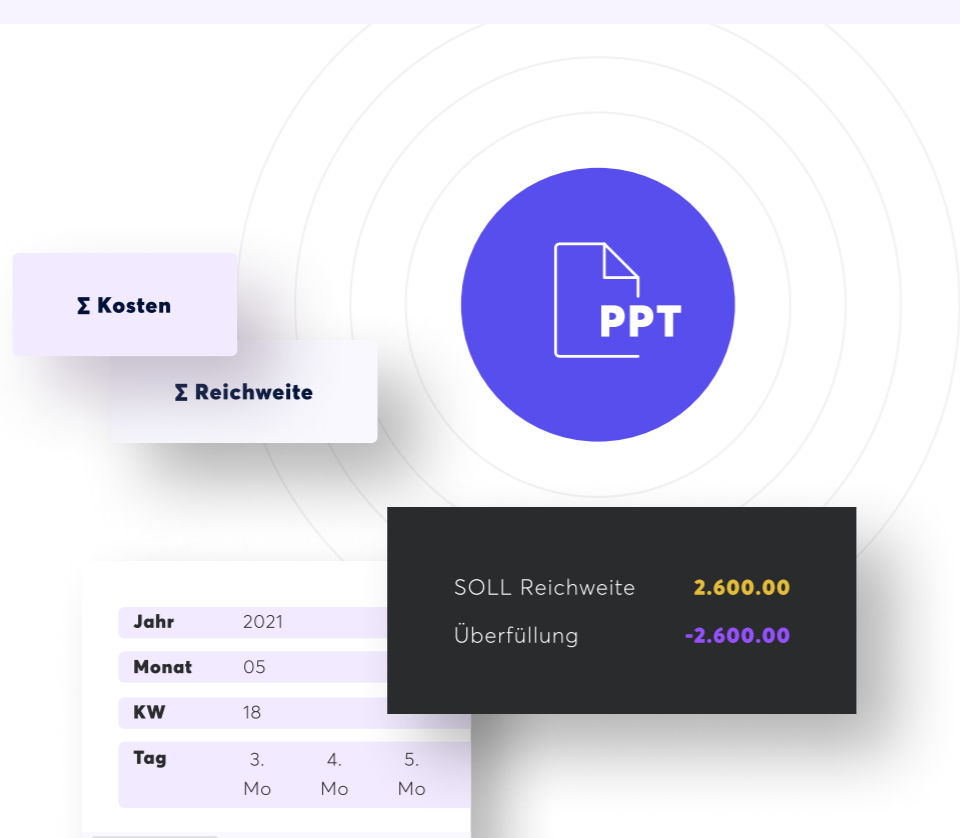 PPT
Σ Kosten
Σ Reichweite
SOLL Reichweite 2.600.00
Überfüllung -2.600.00
Jahr 2021
Monat 05
KW 18
Tag 3. 4. 5.
Mo Mo Mo